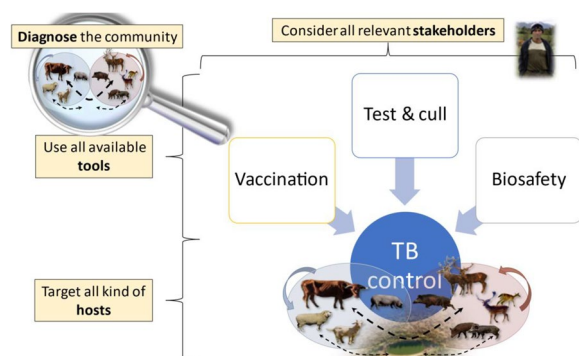 Diagnose the community
Consider all relevant stakeholders
Use all available
tools
Test & cull
Vaccination
Biosafety
TB
control
Target all kind of
hosts